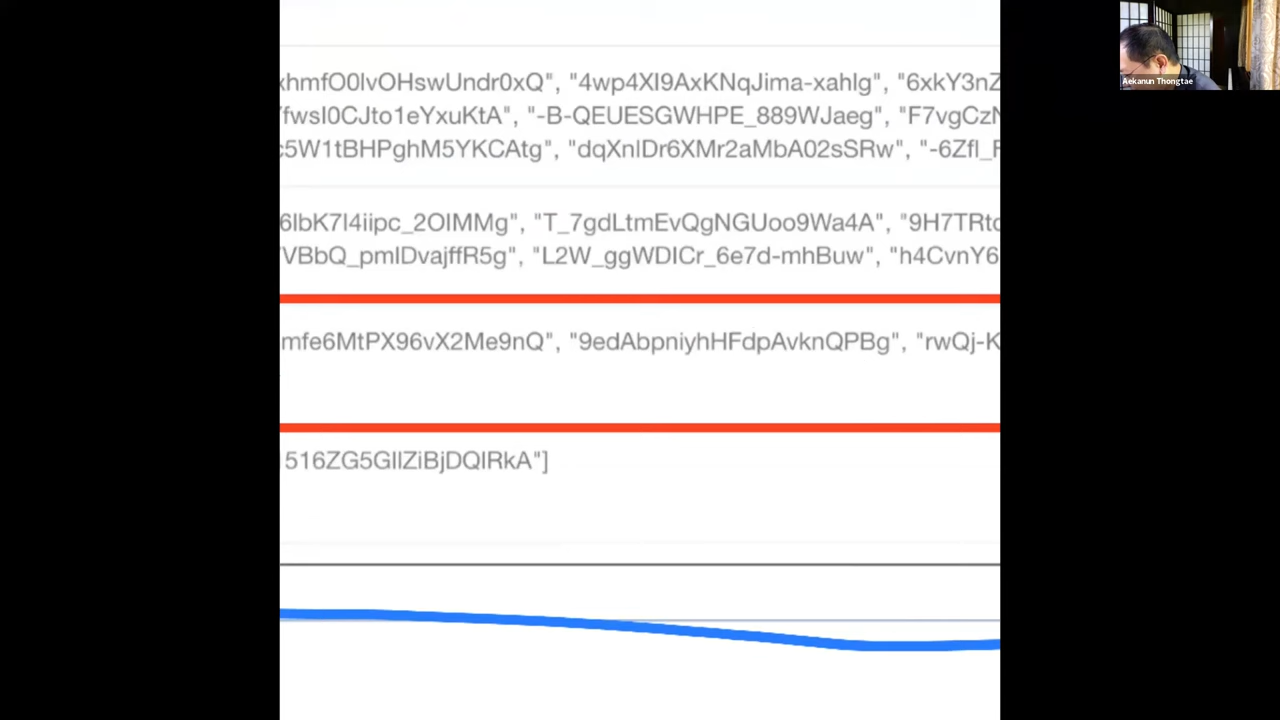 xhmfO0lvOHswUndr0xQ", "4wp4XI9AxKNqJima-xahlg", "6xkY3nZ
fwsI0CJto1eYxuKtA", "-B-QEUESGWHPE_889WJaeg", "F7vgCzN
c5W1tBHPghM5YKCAtg", "dqXnIDr6XMr2aMbA02sSRw", "-6Zfl_F
6IbK7I4iipc_2OIMMg", "T_7gdLtmEvQgNGUoo9Wa4A", "9H7TRtc
VBbQ_pmIDvajffR5g", "L2W_ggWDICr_6e7d-mhBuw", "h4CvnY6
mfe6MtPX96vX2Me9nQ", "9edAbpniyhHFdpAvknQPBg", "rwQj-K
516ZG5GIlZiBjDQIRkA"]
Aekanun Thongtae